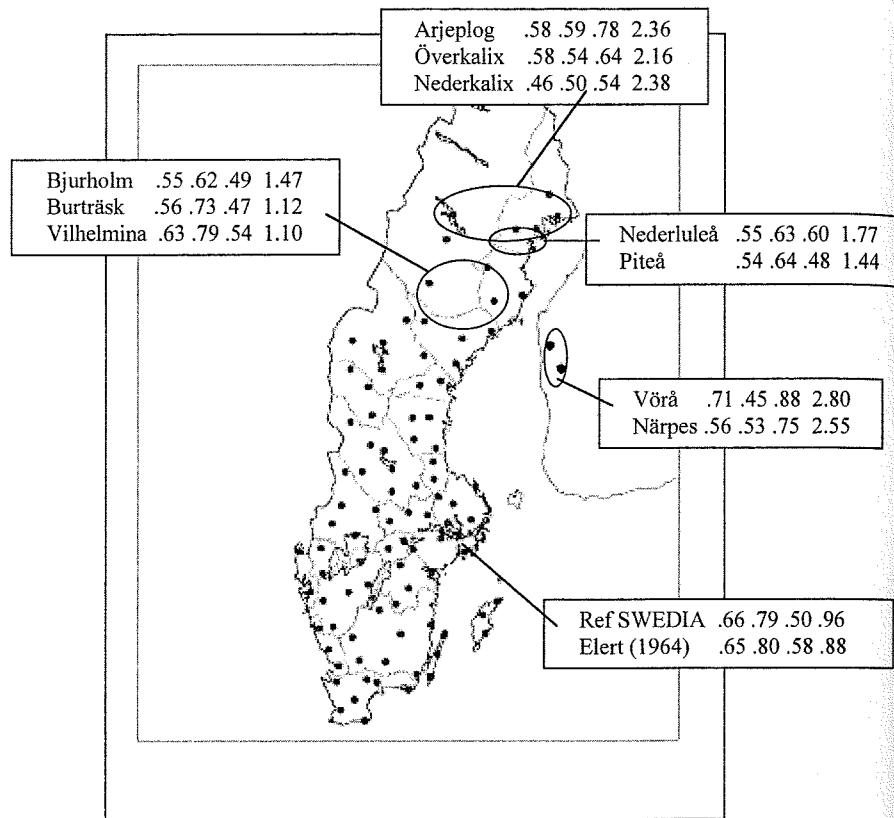 Arjeplog .58 .59 .78 2.36
Överkalix .58 .54 .64 2.16
Nederkalix .46 .50 .54 2.38
Bjurholm .55 .62 .49 1.47
Burträsk .56 .73 .47 1.12
Vilhelmina .63 .79 .54 1.10
Nederluleå .55 .63 .60 1.77
Piteå .54 .64 .48 1.44
Vörå .71 .45 .88 2.80
Närpes .56 .53 .75 2.55
Ref SWEDIA .66 .79 .50 .96
Elert (1964) .65 .80 .58 .88